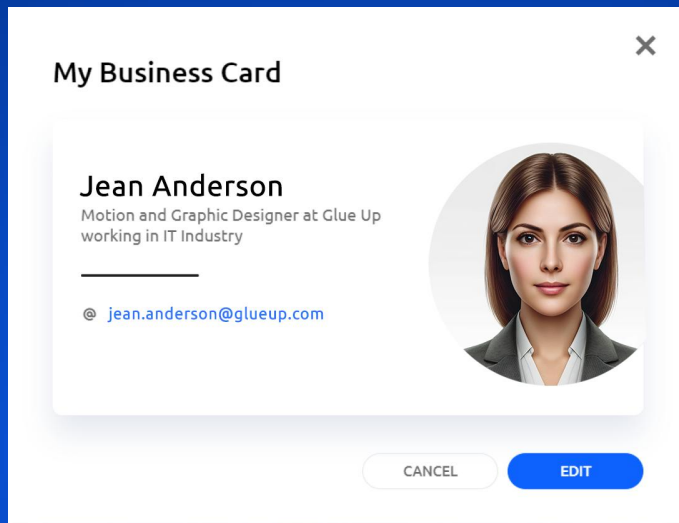 My Business Card
Jean Anderson
Motion and Graphic Designer at Glue Up
working in IT Industry
@ jean.anderson@glueup.com
CANCEL
EDIT